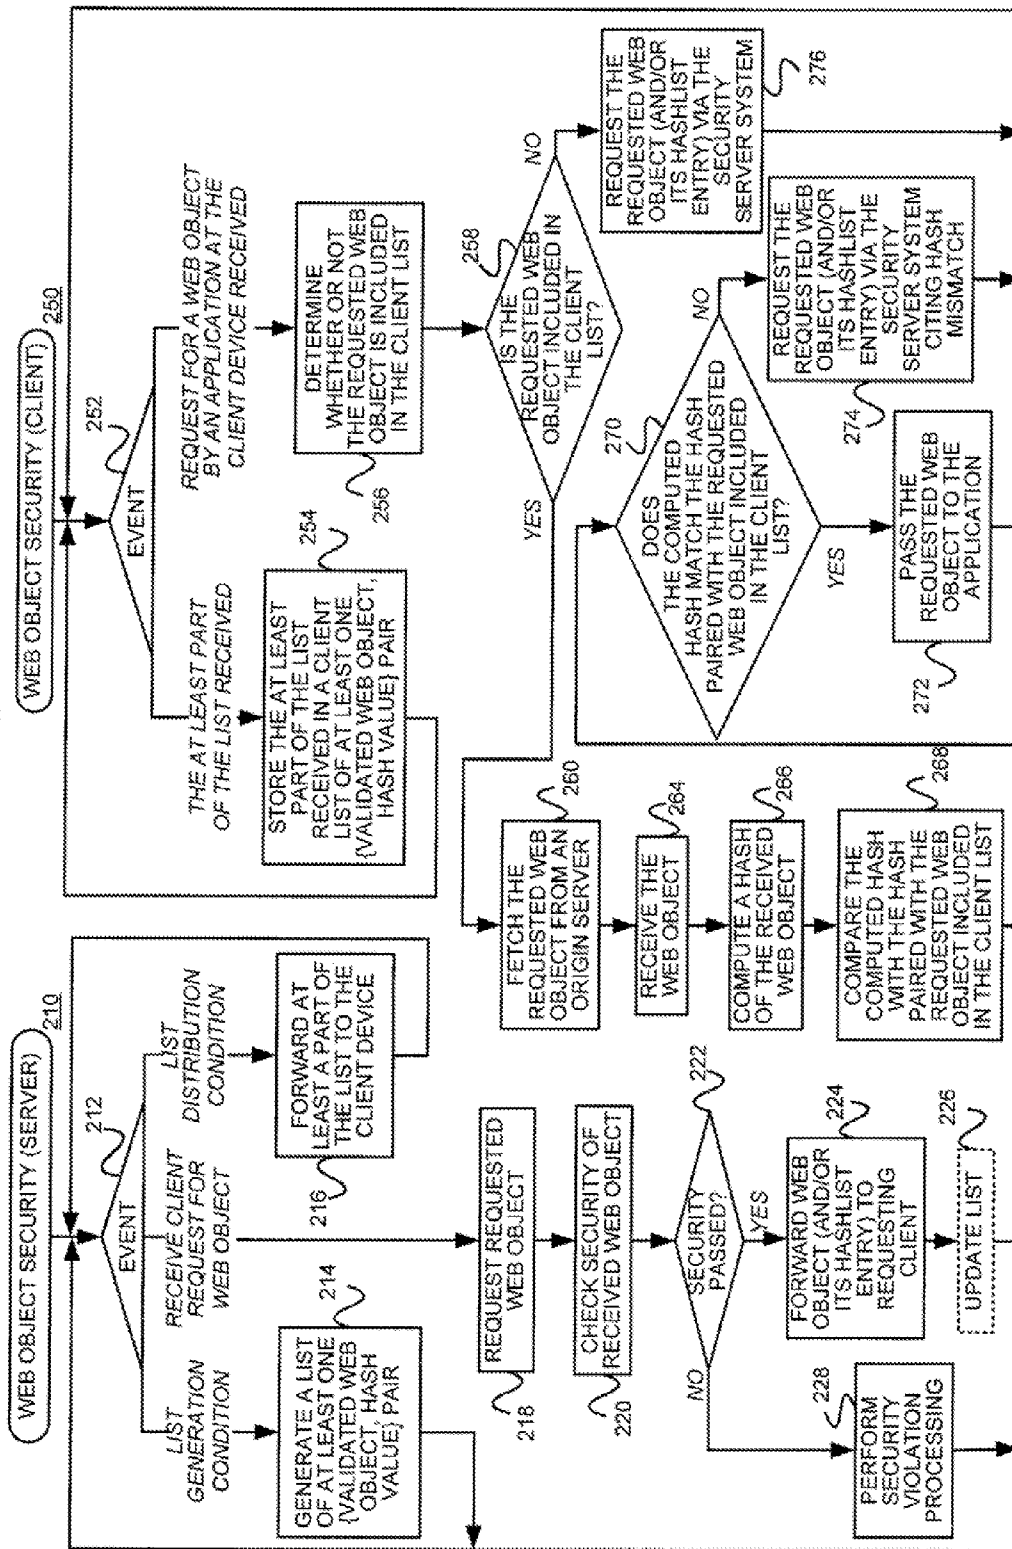 WEB OBJECT SECURITY (SERVER)
210
EVENT
212
LIST
GENERATION
CONDITION
RECEIVE CLIENT
REQUEST FOR
WEB OBJECT
LIST
DISTRIBUTION
CONDITION
GENERATE A LIST
OF AT LEAST ONE
{VALIDATED WEB
OBJECT, HASH
VALUE} PAIR
214
FORWARD AT
LEAST A PART OF
THE LIST TO THE
CLIENT DEVICE
216
REQUEST REQUESTED
WEB OBJECT
218
CHECK SECURITY OF
RECEIVED WEB OBJECT
220
SECURITY
PASSED?
222
NO
YES
FORWARD WEB
OBJECT (AND/OR
ITS HASHLIST
ENTRY) TO
REQUESTING
CLIENT
224
UPDATE LIST
226
PERFORM
SECURITY
VIOLATION
PROCESSING
228
WEB OBJECT SECURITY (CLIENT)
250
EVENT
252
THE AT LEAST PART
OF THE LIST RECEIVED
REQUEST FOR A WEB OBJECT
BY AN APPLICATION AT THE
CLIENT DEVICE RECEIVED
STORE THE AT LEAST
PART OF THE LIST
RECEIVED IN A CLIENT
LIST OF AT LEAST ONE
{VALIDATED WEB OBJECT,
HASH VALUE} PAIR
254
DETERMINE
WHETHER OR NOT
THE REQUESTED WEB
OBJECT IS INCLUDED
IN THE CLIENT LIST
256
IS THE
REQUESTED WEB
OBJECT INCLUDED IN
THE CLIENT
LIST?
258
YES
NO
FETCH THE
REQUESTED WEB
OBJECT FROM AN
ORIGIN SERVER
260
RECEIVE THE
WEB OBJECT
264
COMPUTE A HASH
OF THE RECEIVED
WEB OBJECT
266
COMPARE THE
COMPUTED HASH
WITH THE HASH
PAIRED WITH THE
REQUESTED WEB
OBJECT INCLUDED
IN THE CLIENT LIST
268
DOES
THE COMPUTED
HASH MATCH THE HASH
PAIRED WITH THE REQUESTED
WEB OBJECT INCLUDED
IN THE CLIENT
LIST?
270
YES
NO
PASS THE
REQUESTED WEB
OBJECT TO THE
APPLICATION
272
REQUEST THE
REQUESTED WEB
OBJECT (AND/OR
ITS HASHLIST
ENTRY) VIA THE
SECURITY
SERVER SYSTEM
CITING HASH
MISMATCH
274
REQUEST THE
REQUESTED WEB
OBJECT (AND/OR
ITS HASHLIST
ENTRY) VIA THE
SECURITY
SERVER SYSTEM
276